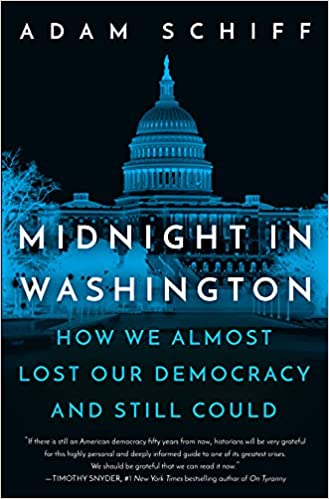 ADAM SCHIFF
MIDNIGHT IN
WASHINGTON
HOW WE ALMOST
LOST OUR DEMOCRACY
AND STILL COULD
"If there is still an American democracy fifty years from now, historians will be very grateful
for this highly personal and deeply informed guide to one of its greatest crises.
We should be grateful that we can read it now."
—TIMOTHY SNYDER, #1 New York Times bestselling author of On Tyranny